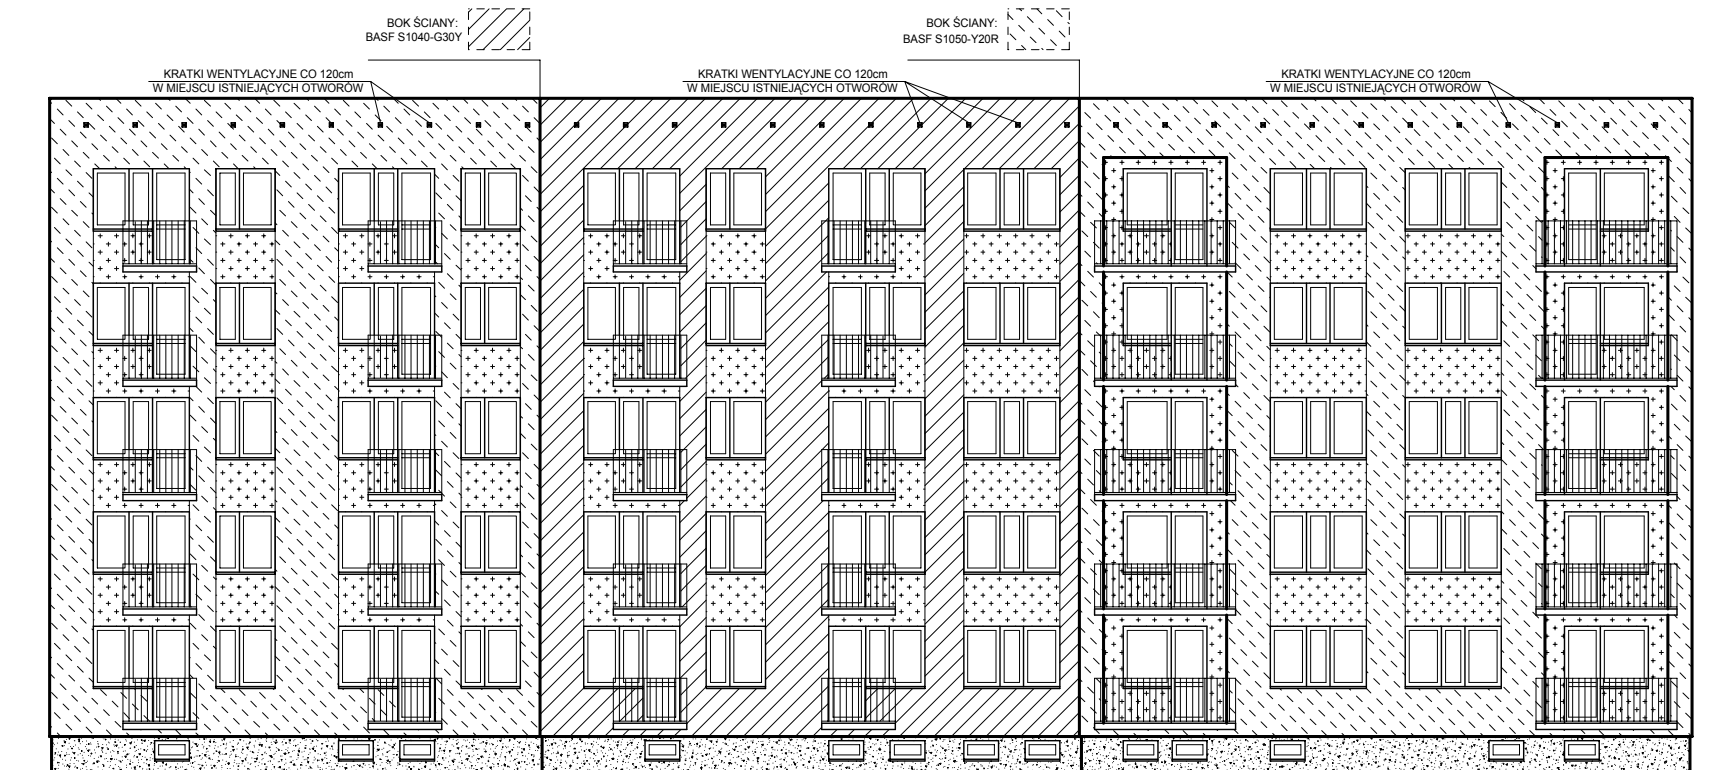 BOK ŚCIANY:
BASF S1040-G30Y
BOK ŚCIANY:
BASF S1050-Y20R
KRATKI WENTYLACYJNE CO 120cm
W MIEJSCU ISTNIEJĄCYCH OTWORÓW
KRATKI WENTYLACYJNE CO 120cm
W MIEJSCU ISTNIEJĄCYCH OTWORÓW
KRATKI WENTYLACYJNE CO 120cm
W MIEJSCU ISTNIEJĄCYCH OTWORÓW